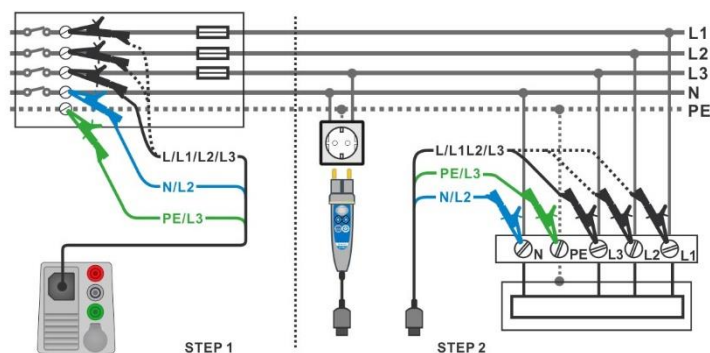 L1
L2
L3
N
PE
L/L1/L2/L3
N/L2
PE/L3
STEP 1
L/L1L2/L3
PE/L3
N/L2
N PE L3 L2 L1
STEP 2